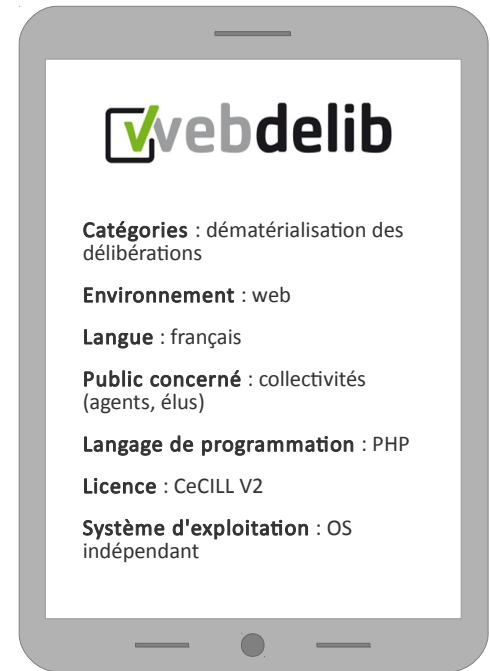 webdelib
Catégories : dématérialisation des
délibérations
Environnement : web
Langue : français
Public concerné : collectivités
(agents, élus)
Langage de programmation : PHP
Licence : CeCILL V2
Système d'exploitation : OS
indépendant